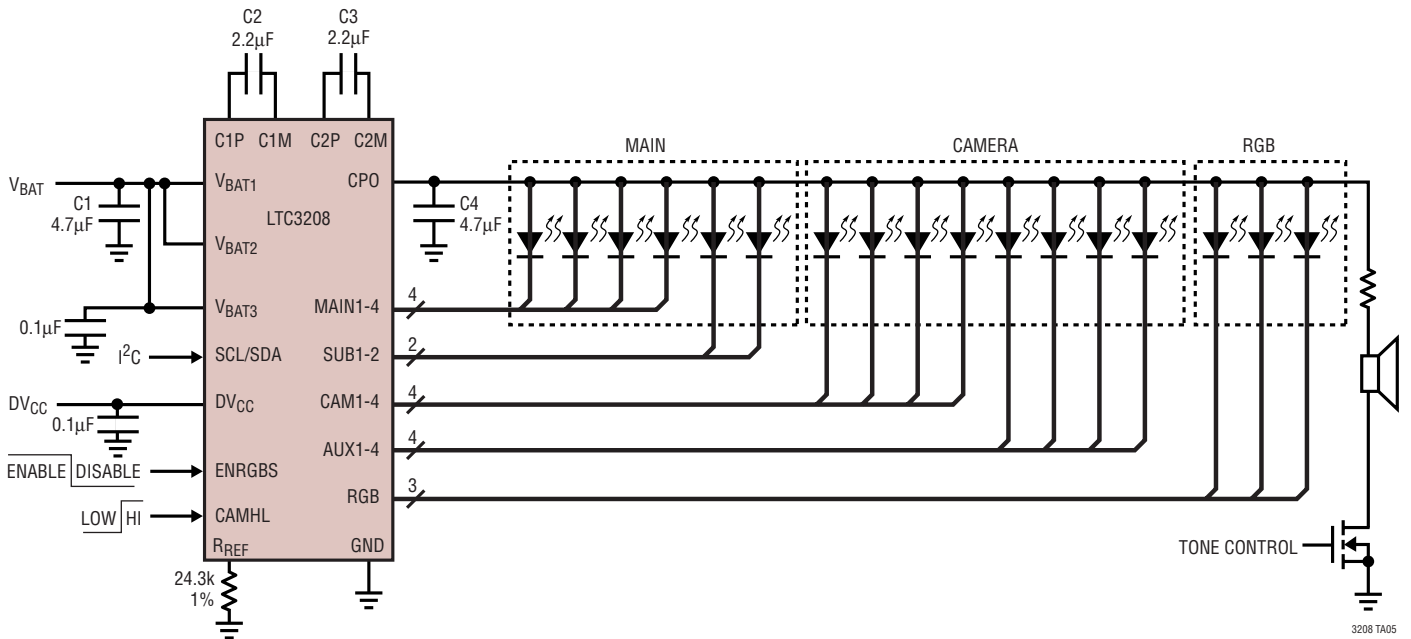 C2
2.2µF
C3
2.2µF
C1P C1M C2P C2M
MAIN
CAMERA
RGB
VBAT
VBAT1
CPO
C1
4.7µF
LTC3208
C4
4.7µF
VBAT2
VBAT3
MAIN1-4
4
0.1µF
I2C
SCL/SDA
SUB1-2
2
DVCC
DVCC
CAM1-4
4
0.1µF
AUX1-4
4
ENABLE DISABLE
ENRGBS
RGB
3
LOW HI
CAMHL
RREF
GND
TONE CONTROL
24.3k
1%
3208 TA05